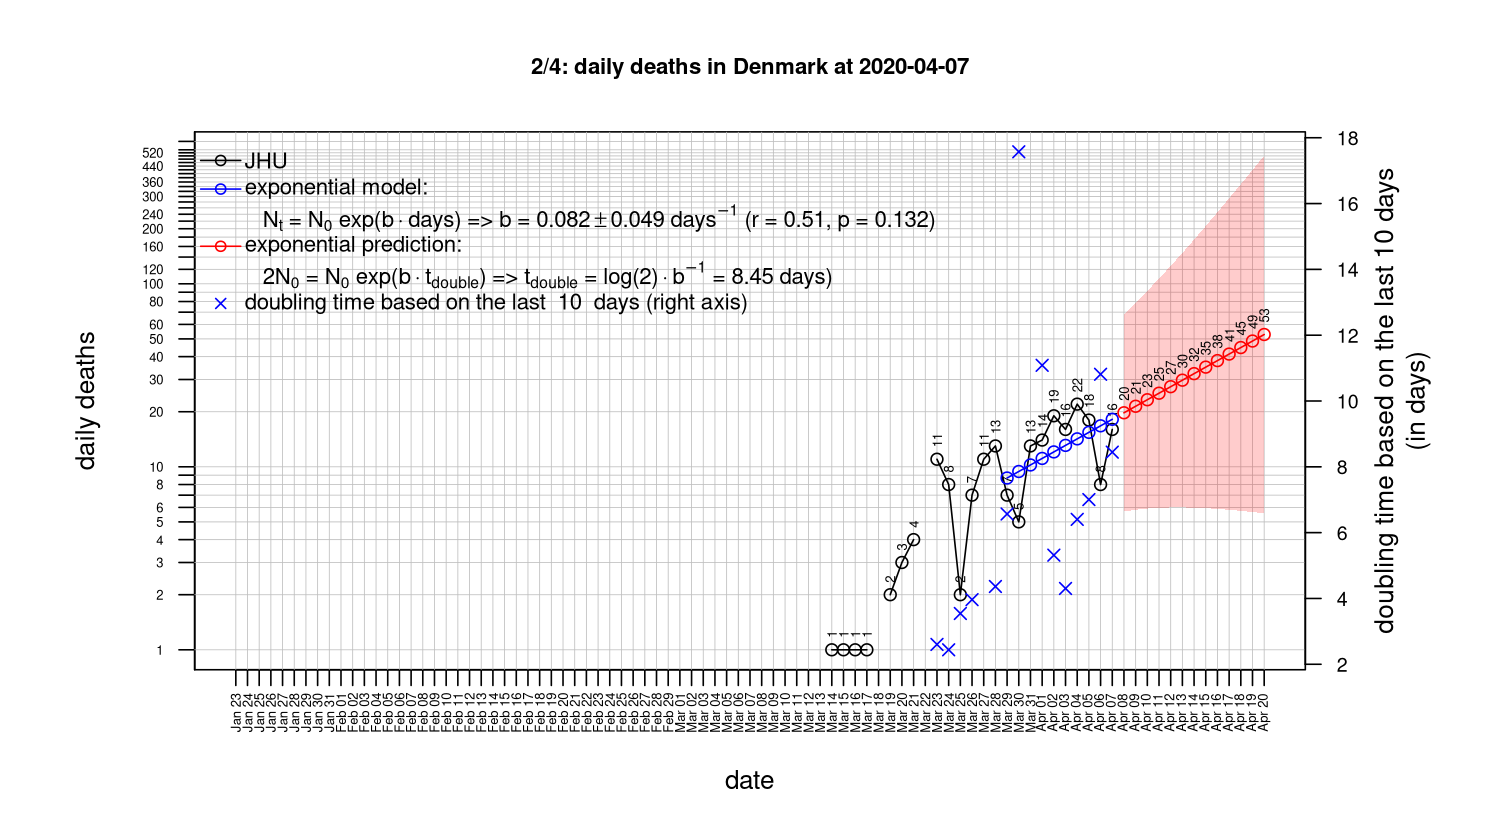 2/4: daily deaths in Denmark at 2020-04-07
JHU
exponential model:
Nt = N0 exp(b · days) => b = 0.082 ± 0.049 days−1 (r = 0.51, p = 0.132)
exponential prediction:
2N0 = N0 exp(b · tdouble) => tdouble = log(2) · b−1 = 8.45 days)
doubling time based on the last 10 days (right axis)
daily deaths
520
440
360
300
240
200
160
120
100
80
60
50
40
30
20
10
8
6
5
4
3
2
1
1 1 1 1 2 3 4 11 8 2 7 11 13 7 5 13 14 19 16 22 18 8 16
20 21 23 25 27 30 32 35 38 41 45 49 53
18
16
14
12
10
8
6
4
2
doubling time based on the last 10 days
(in days)
Jan 23 Jan 24 Jan 25 Jan 26 Jan 27 Jan 28 Jan 29 Jan 30 Jan 31 Feb 01 Feb 02 Feb 03 Feb 04 Feb 05 Feb 06 Feb 07 Feb 08 Feb 09 Feb 10 Feb 11 Feb 12 Feb 13 Feb 14 Feb 15 Feb 16 Feb 17 Feb 18 Feb 19 Feb 20 Feb 21 Feb 22 Feb 23 Feb 24 Feb 25 Feb 26 Feb 27 Feb 28 Feb 29 Mar 01 Mar 02 Mar 03 Mar 04 Mar 05 Mar 06 Mar 07 Mar 08 Mar 09 Mar 10 Mar 11 Mar 12 Mar 13 Mar 14 Mar 15 Mar 16 Mar 17 Mar 18 Mar 19 Mar 20 Mar 21 Mar 22 Mar 23 Mar 24 Mar 25 Mar 26 Mar 27 Mar 28 Mar 29 Mar 30 Mar 31 Apr 01 Apr 02 Apr 03 Apr 04 Apr 05 Apr 06 Apr 07 Apr 08 Apr 09 Apr 10 Apr 11 Apr 12 Apr 13 Apr 14 Apr 15 Apr 16 Apr 17 Apr 18 Apr 19 Apr 20
date